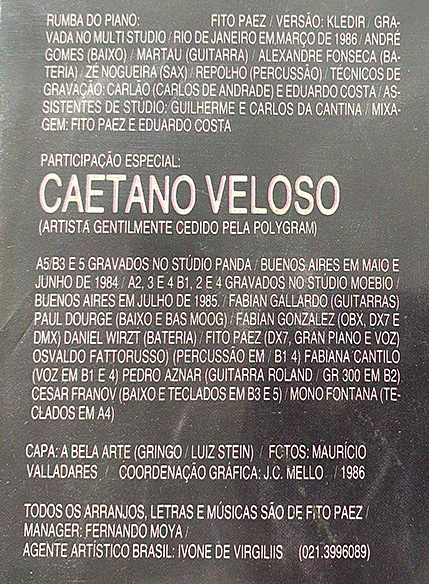 RUMBA DO PIANO: FITO PAEZ / VERSÃO: KLEDIR / GRA-
VADA NO MULTI STUDIO / RIO DE JANEIRO EM MARÇO DE 1986 / ANDRÉ
GOMES (BAIXO) / MARTAU (GUITARRA) / ALEXANDRE FONSECA (BA-
TERIA) / ZÉ NOGUEIRA (SAX) / REPOLHO (PERCUSSÃO) / TÉCNICOS DE
GRAVAÇÃO: CARLÃO (CARLOS DE ANDRADE) E EDUARDO COSTA / AS-
SISTENTES DE STÚDIO: GUILHERME E CARLOS DA CANTINA / MIXA-
GEM: FITO PAEZ E EDUARDO COSTA
PARTICIPAÇÃO ESPECIAL:
CAETANO VELOSO
(ARTISTA GENTILMENTE CEDIDO PELA POLYGRAM)
A5/B3 E 5 GRAVADOS NO STÚDIO PANDA / BUENOS AIRES EM MAIO E
JUNHO DE 1984 / A2, 3 E 4 B1, 2 E 4 GRAVADOS NO STÚDIO MOEBIO /
BUENOS AIRES EM JULHO DE 1985. / FABIAN GALLARDO (GUITARRAS)
PAUL DOURGE (BAIXO E BAS MOOG) / FABIAN GONZALEZ (OBX, DX7 E
DMX) DANIEL WIRZT (BATERIA) / FITO PÁEZ (DX7, GRAN PIANO E VOZ)
OSVALDO FATTORUSSO) (PERCUSSÃO EM / B1 4) FABIANA CANTILO
(VOZ EM B1 E 4) PEDRO AZNAR (GUITARRA ROLAND / GR 300 EM B2)
CESAR FRANOV (BAIXO E TECLADOS EM B3 E 5) / MONO FONTANA (TE-
CLADOS EM A4)
CAPA: A BELA ARTE (GRINGO / LUIZ STEIN) / FOTOS: MAURÍCIO
VALLADARES / COORDENAÇÃO GRÁFICA: J.C. MELLO / 1986
TODOS OS ARRANJOS, LETRAS E MÚSICAS SÃO DE FITO PAEZ /
MANAGER: FERNANDO MOYA /
AGENTE ARTÍSTICO BRASIL: IVONE DE VIRGILIIS (021.3996089)